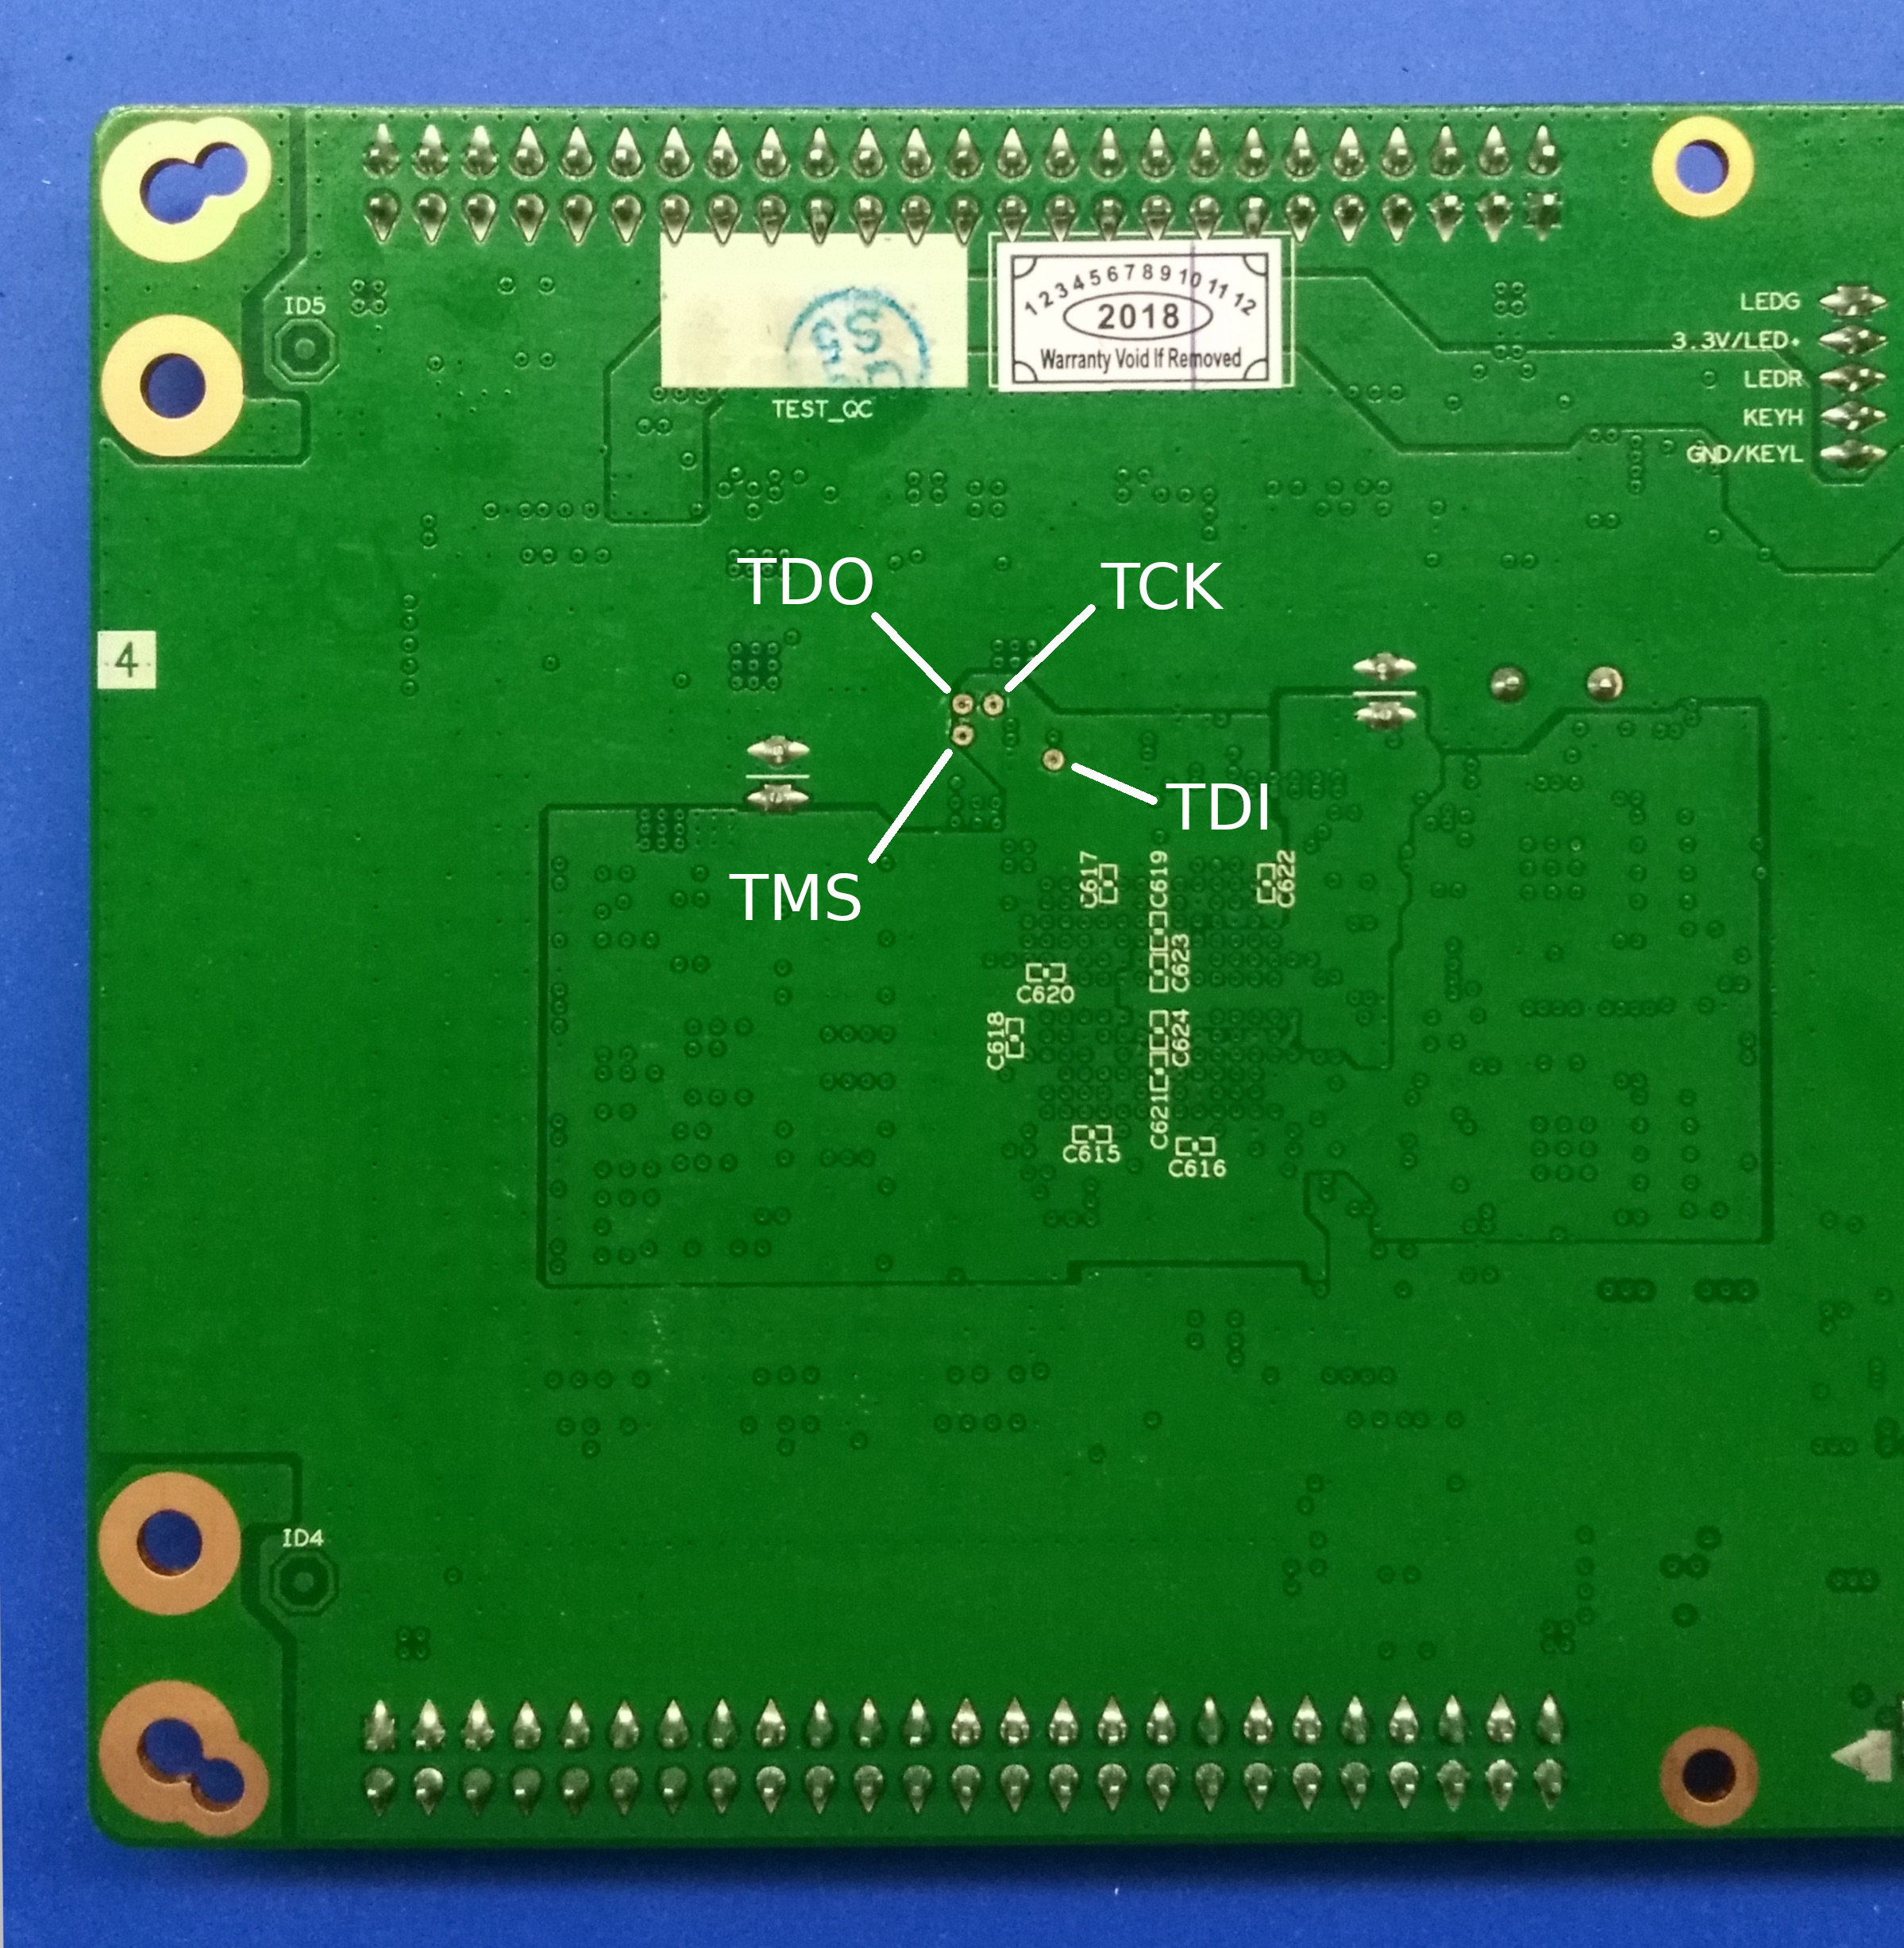 ID5
1 2 3 4 5 6 7 8 9 10 11 12
2018
Warranty Void If Removed
S5
TEST_QC
LEDG
3.3V/LED+
LEDR
KEYH
GND/KEYL
TDO
TCK
4
TDI
TMS
C617
C619
C622
C623
C620
C618
C624
C621
C615
C616
ID4